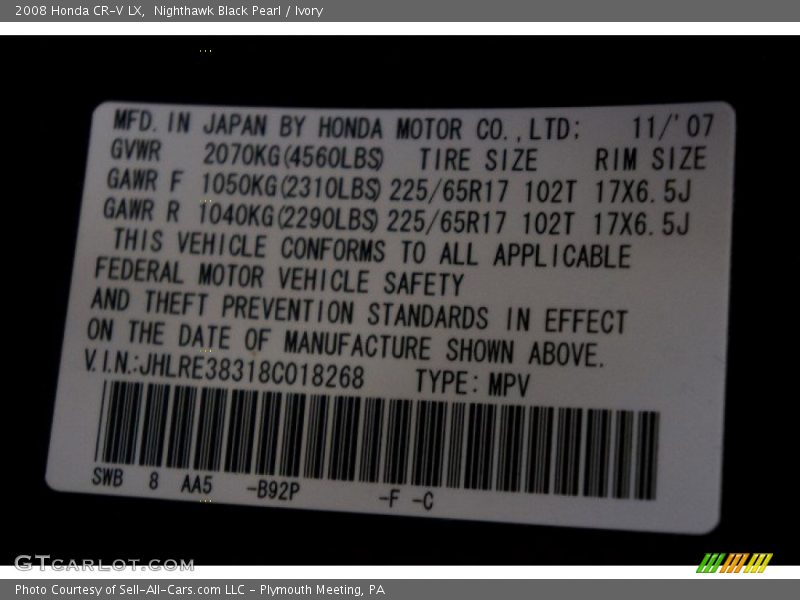 2008 Honda CR-V LX, Nighthawk Black Pearl / Ivory
MFD. IN JAPAN BY HONDA MOTOR CO.,LTD; 11/'07
GVWR 2070KG(4560LBS) TIRE SIZE RIM SIZE
GAWR F 1050KG(2310LBS) 225/65R17 102T 17X6.5J
GAWR R 1040KG(2290LBS) 225/65R17 102T 17X6.5J
THIS VEHICLE CONFORMS TO ALL APPLICABLE
FEDERAL MOTOR VEHICLE SAFETY
AND THEFT PREVENTION STANDARDS IN EFFECT
ON THE DATE OF MANUFACTURE SHOWN ABOVE.
V.I.N.:JHLRE38318C018268 TYPE: MPV
SWB 8 AA5 -B92P -F -C
GTcarlot.com
Photo Courtesy of Sell-All-Cars.com LLC - Plymouth Meeting, PA